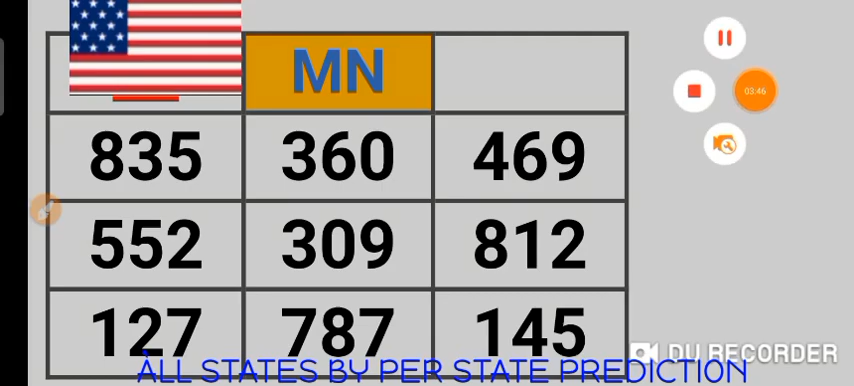 MN
03:46
835 360 469
552 309 812
127 787 145
DU RECORDER
ÀLL STATES BY PER STATE PREDICTION